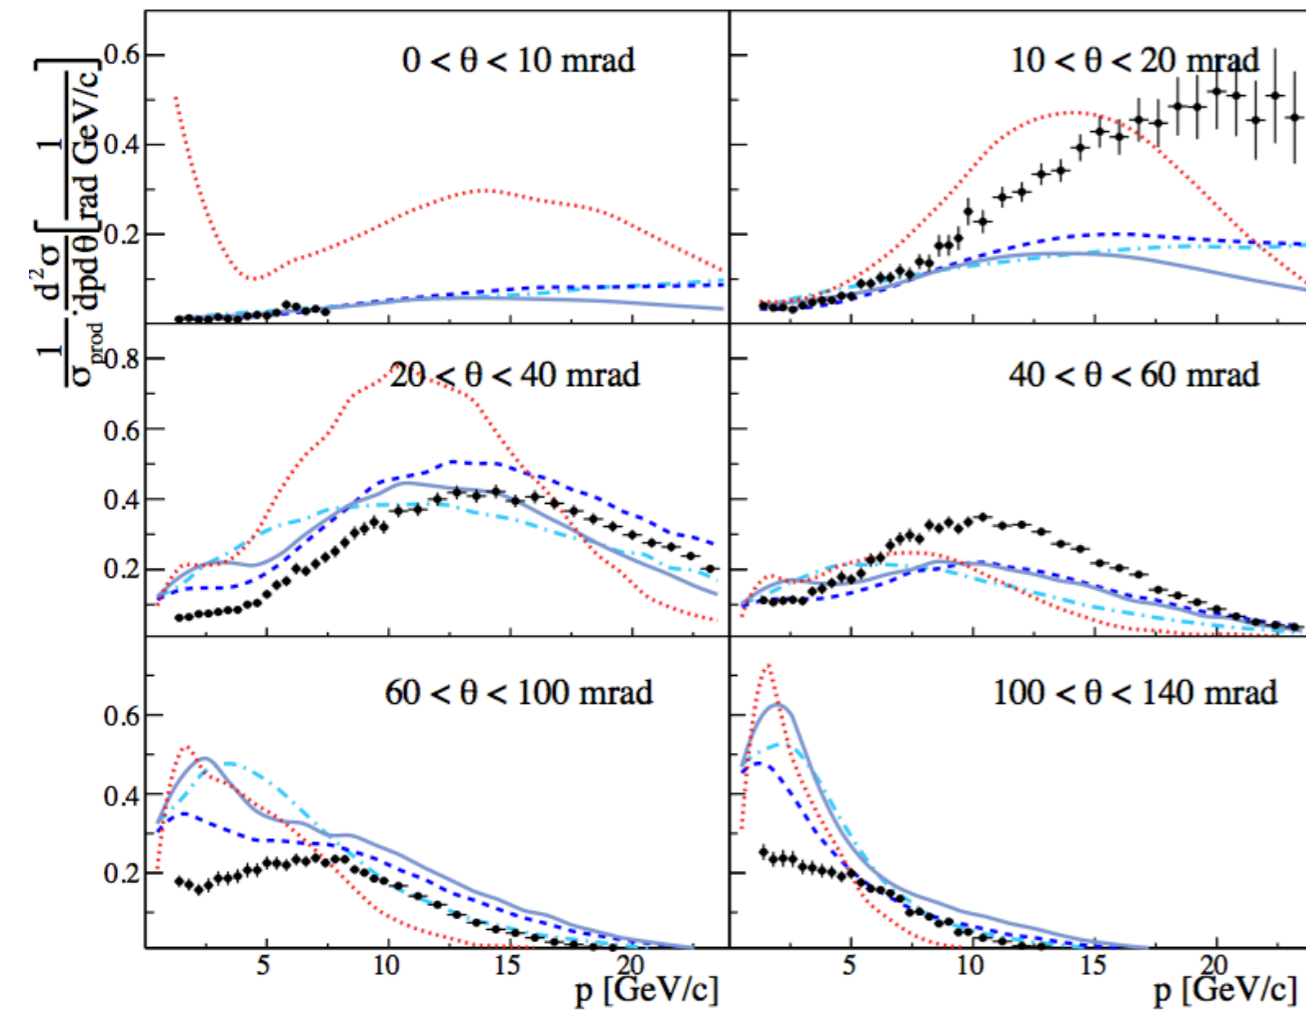 1/σprod · d²σ/dpdθ [1/rad GeV/c]
0 < θ < 10 mrad
10 < θ < 20 mrad
0.6
0.4
0.2
20 < θ < 40 mrad
40 < θ < 60 mrad
0.8
0.6
0.4
0.2
60 < θ < 100 mrad
100 < θ < 140 mrad
0.6
0.4
0.2
5 10 15 20
5 10 15 20
p [GeV/c]
p [GeV/c]